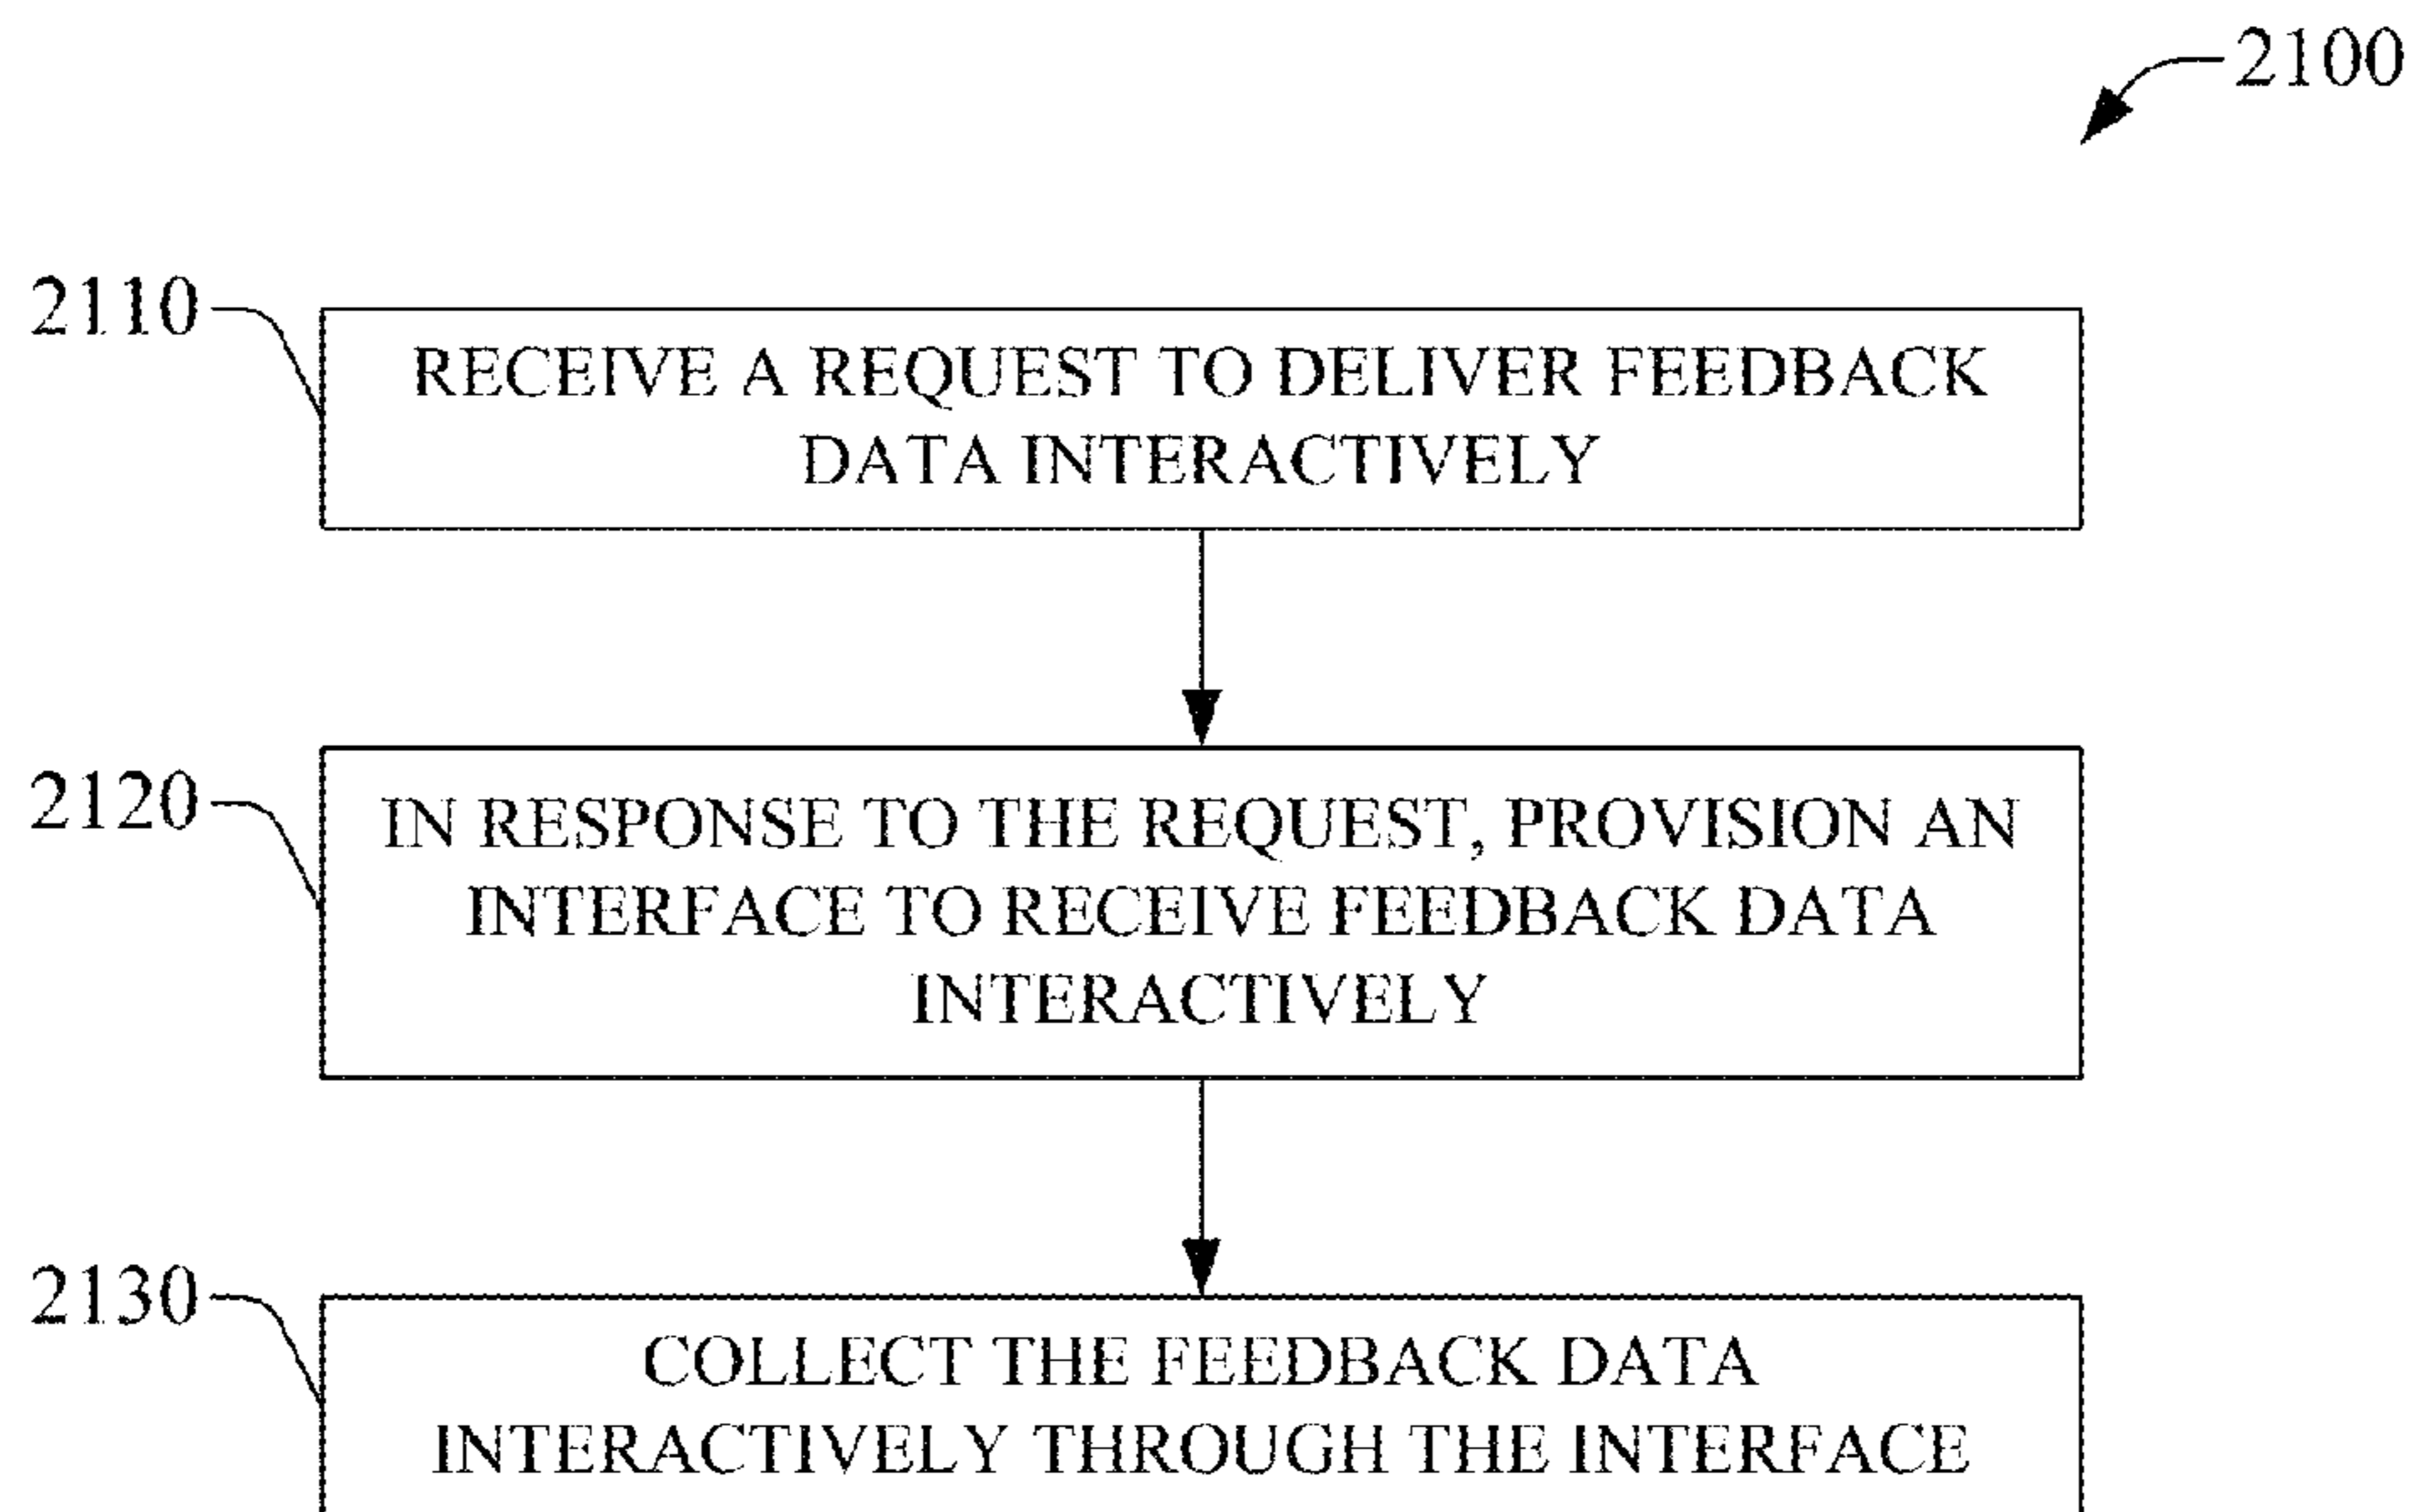 2100
2110
RECEIVE A REQUEST TO DELIVER FEEDBACK
DATA INTERACTIVELY
2120
IN RESPONSE TO THE REQUEST, PROVISION AN
INTERFACE TO RECEIVE FEEDBACK DATA
INTERACTIVELY
2130
COLLECT THE FEEDBACK DATA
INTERACTIVELY THROUGH THE INTERFACE